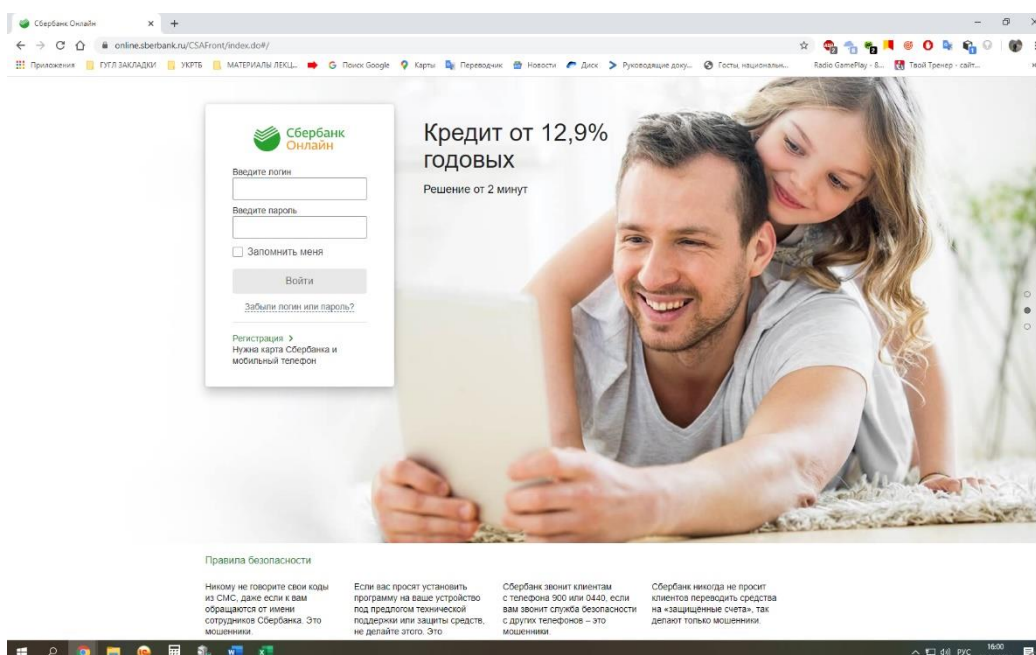 Сбербанк Онлайн
online.sberbank.ru/CSAFront/index.do#/
Приложения ГУГЛ ЗАКЛАДКИ УКРТБ МАТЕРИАЛЫ ЛЕКЦ... Поиск Google Карты Переводчик Новости Диск Руководящие доку... Госты, национальн... Radio GamePlay - В... Твой Тренер - сайт...
Сбербанк
Онлайн
Введите логин
Введите пароль
Запомнить меня
Войти
Забыли логин или пароль?
Регистрация
Нужна карта Сбербанка и
мобильный телефон
Кредит от 12,9%
годовых
Решение от 2 минут
Правила безопасности
Никому не говорите свои коды
из СМС, даже если к вам
обращаются от имени
сотрудников Сбербанка. Это
мошенники.
Если вас просят установить
программу на ваше устройство
под предлогом технической
поддержки или защиты средств,
не делайте этого. Это
Сбербанк звонит клиентам
с телефона 900 или 0440, если
вам звонит служба безопасности
с других телефонов – это
мошенники.
Сбербанк никогда не просит
клиентов переводить средства
на «защищённые счета», так
делают только мошенники.
РУС 16:00